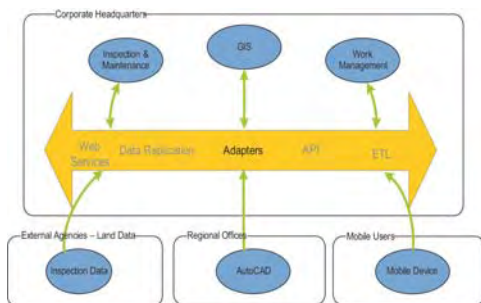 Corporate Headquarters
Inspection &
Maintenance
GIS
Work
Management
Web
Services
Data Replication
Adapters
API
ETL
External Agencies – Land Data
Regional Offices
Mobile Users
Inspection Data
AutoCAD
Mobile Device